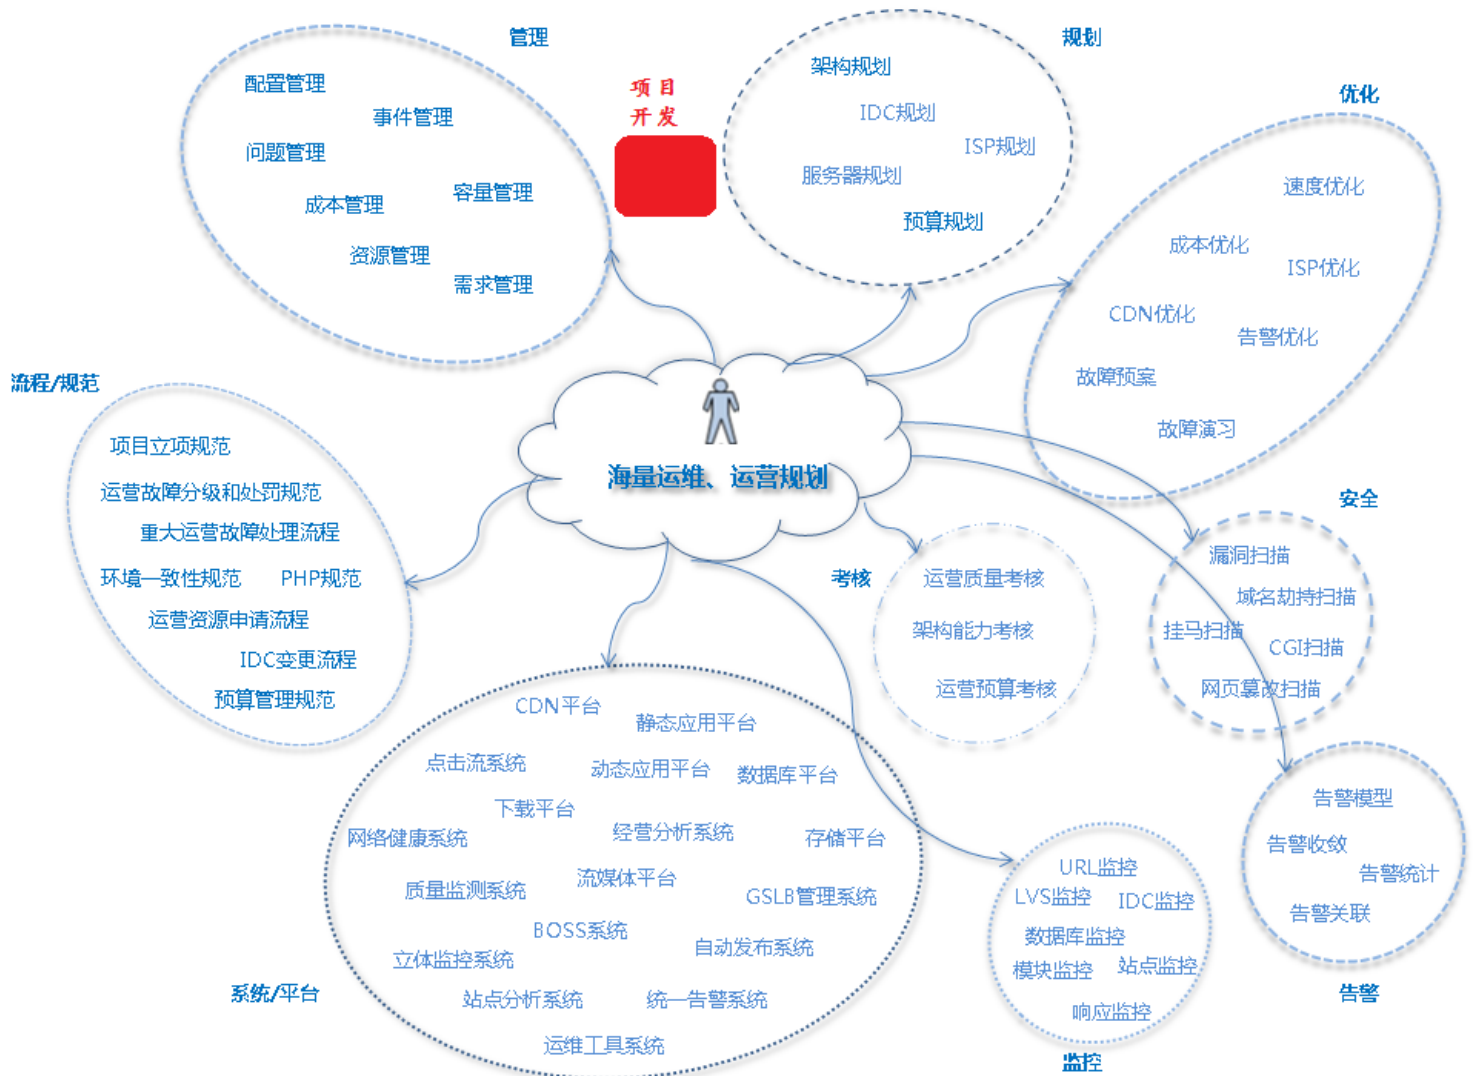 管理
配置管理
事件管理
问题管理
容量管理
成本管理
资源管理
需求管理
项目
开发
规划
架构规划
IDC规划
ISP规划
服务器规划
预算规划
优化
速度优化
成本优化
ISP优化
CDN优化
告警优化
故障预案
故障演习
海量运维、运营规划
流程/规范
项目立项规范
运营故障分级和处罚规范
重大运营故障处理流程
环境一致性规范 PHP规范
运营资源申请流程
IDC变更流程
预算管理规范
考核
运营质量考核
架构能力考核
运营预算考核
安全
漏洞扫描
域名劫持扫描
挂马扫描
CGI扫描
网页篡改扫描
系统/平台
CDN平台
静态应用平台
点击流系统
动态应用平台
数据库平台
下载平台
网络健康系统
经营分析系统
存储平台
质量监测系统
流媒体平台
GSLB管理系统
BOSS系统
自动发布系统
立体监控系统
站点分析系统
统一告警系统
运维工具系统
URL监控
LVS监控
IDC监控
数据库监控
模块监控
站点监控
响应监控
监控
告警模型
告警收敛
告警统计
告警关联
告警